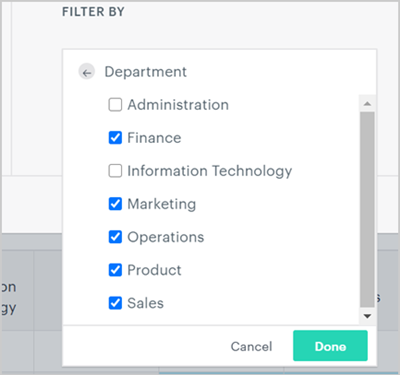 FILTER BY
Department
Administration
Finance
Information Technology
Marketing
Operations
Product
Sales
on
gy
s
Cancel
Done